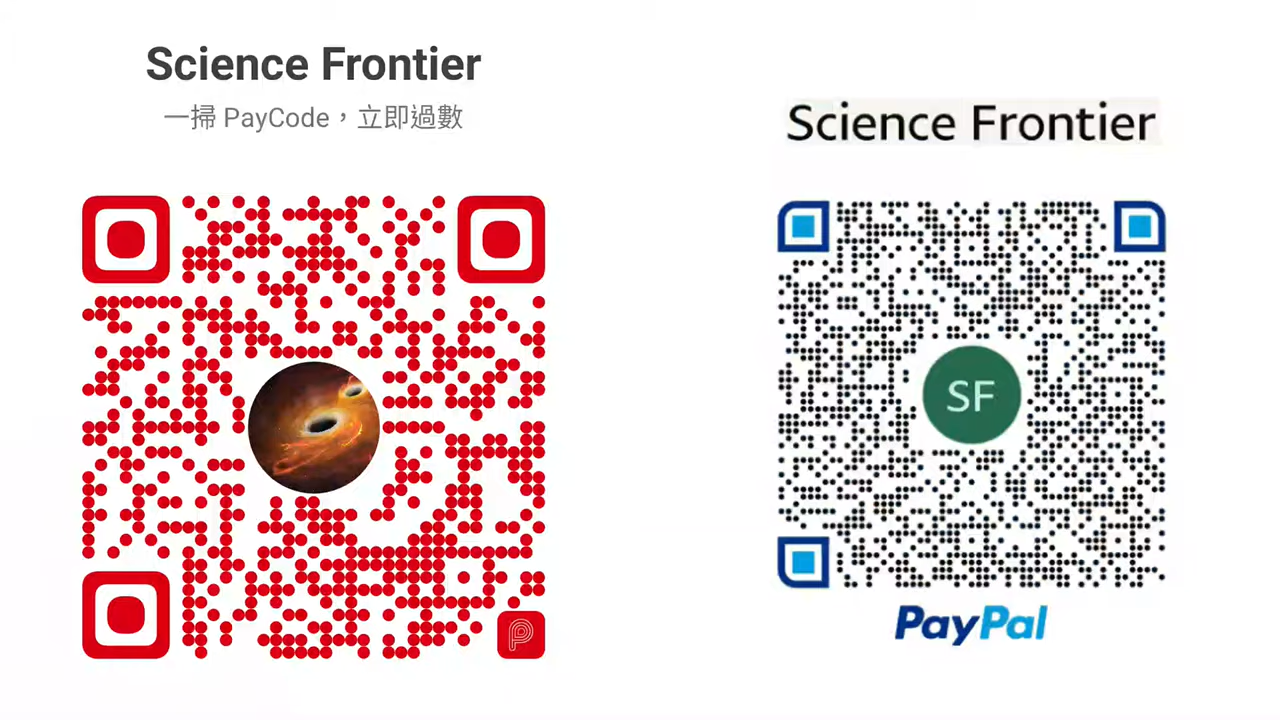 Science Frontier
一掃 PayCode，立即過數
Science Frontier
SF
PayPal